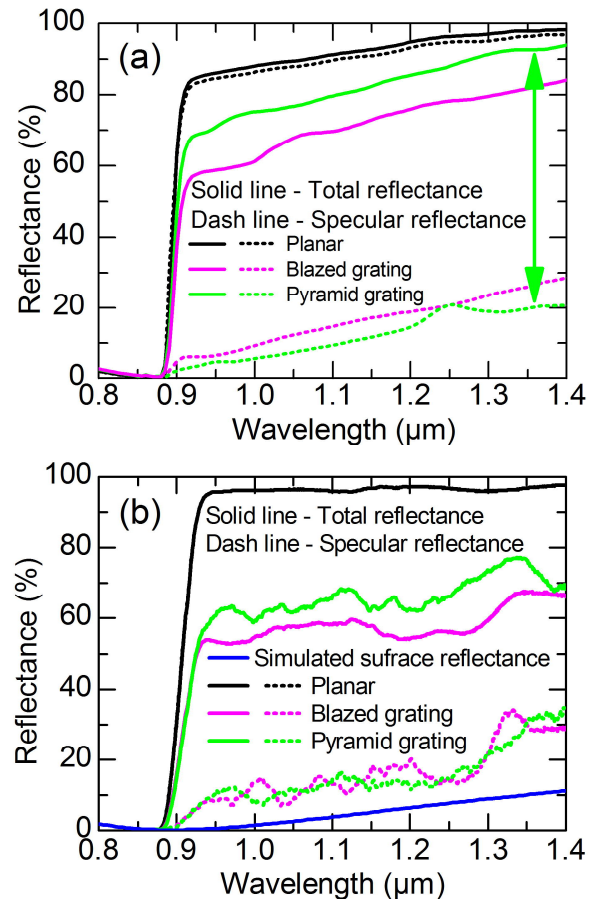 100
80
60
40
20
0
Reflectance (%)
(a)
Solid line - Total reflectance
Dash line - Specular reflectance
Planar
Blazed grating
Pyramid grating
0.8 0.9 1.0 1.1 1.2 1.3 1.4
Wavelength (µm)
100
80
60
40
20
0
Reflectance (%)
(b)
Solid line - Total reflectance
Dash line - Specular reflectance
Simulated sufrace reflectance
Planar
Blazed grating
Pyramid grating
0.8 0.9 1.0 1.1 1.2 1.3 1.4
Wavelength (µm)